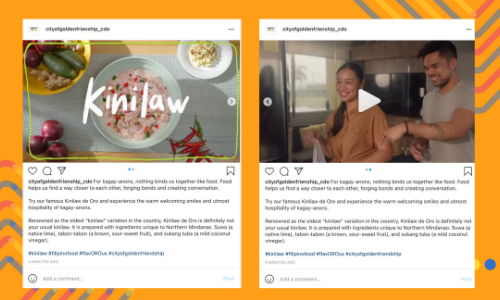 cityofgoldenfriendship_cdo
Kinilaw
cityofgoldenfriendship_cdo For kagay-anons, nothing binds us together like food. Food
helps us find a way closer to each other, forging bonds and creating conversation.
Try our famous Kinilaw de Oro and experience the warm welcoming smiles and utmost
hospitality of kagay-anons.
Renowned as the oldest "kinilaw" variation in the country, Kinilaw de Oro is definitely not
your usual kinilaw. It is prepared with ingredients unique to Northern Mindanao: Suwa (a
native lime), tabon-tabon (a brown, sour-sweet fruit), and sukang tuba (a mild coconut
vinegar).
#kinilaw #filipinofood #flavOROus #cityofgoldenfriendship
Add a comment...
Post
cityofgoldenfriendship_cdo
cityofgoldenfriendship_cdo For kagay-anons, nothing binds us together like food. Food
helps us find a way closer to each other, forging bonds and creating conversation.
Try our famous Kinilaw de Oro and experience the warm welcoming smiles and utmost
hospitality of kagay-anons.
Renowned as the oldest "kinilaw" variation in the country, Kinilaw de Oro is definitely not
your usual kinilaw. It is prepared with ingredients unique to Northern Mindanao: Suwa (a
native lime), tabon-tabon (a brown, sour-sweet fruit), and sukang tuba (a mild coconut
vinegar).
#kinilaw #filipinofood #flavOROus #cityofgoldenfriendship
Add a comment...
Post